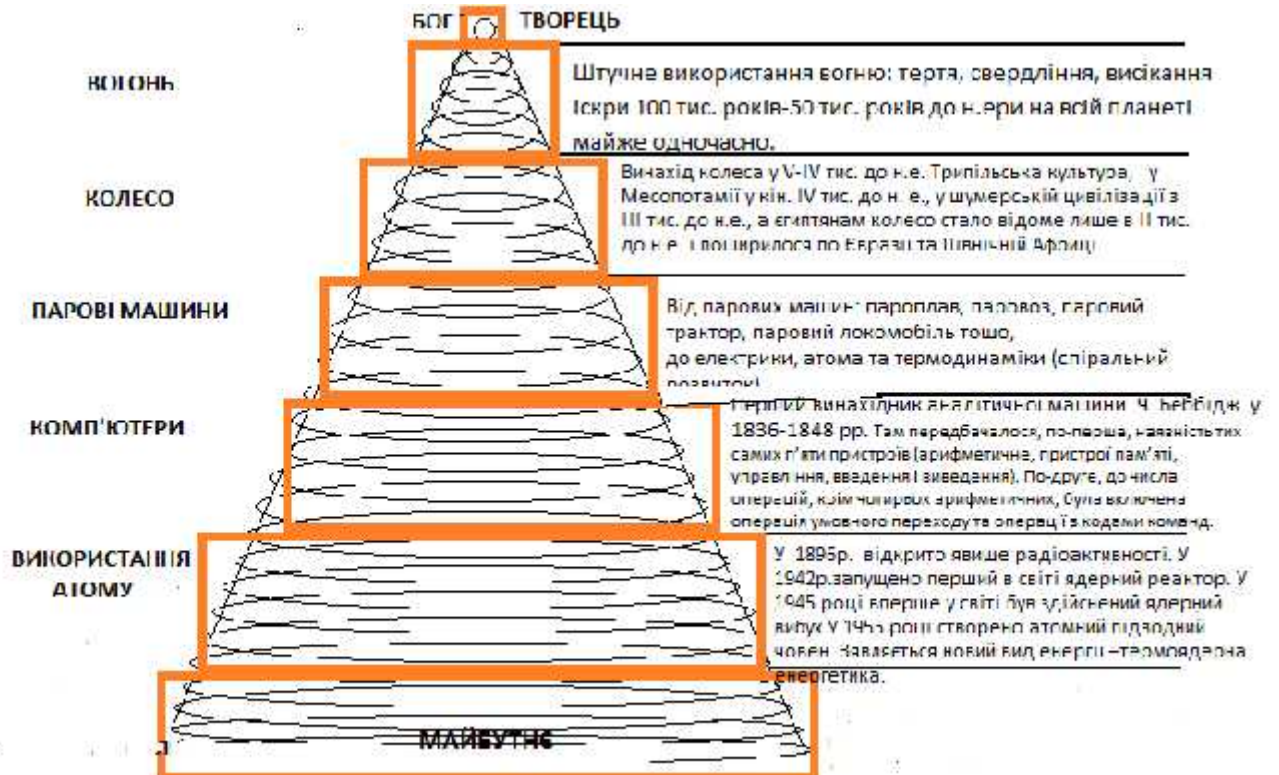 БОГ ТВОРЕЦЬ
ВОГОНЬ
Штучне використання вогню: тертя, свердління, висікання
іскри 100 тис. років-50 тис. років до н.ери на всій планеті
майже одночасно.
КОЛЕСО
Винахід колеса у V-IV тис. до н.е. Трипільська культура, у
Месопотамії у кін. IV тис. до н. е., у шумерській цивілізації з
III тис. до н.е., а єгиптянам колесо стало відоме лише в II тис.
до н.е. і поширилося по Євразії та Північній Африці
ПАРОВІ МАШИНИ
Від парових машин: пароплав, паровоз, паровий
трактор, паровий локомобіль тощо,
до електрики, атома та термодинаміки (спіральний
розвиток)
КОМП'ЮТЕРИ
Перший винахідник аналітичної машини Ч. Беббідж у
1836-1848 рр. Там передбачалося, по-перше, наявність тих
самих п'яти пристроїв (арифметичне, пристрої пам'яті,
управління, введення і виведення). По-друге, до числа
операцій, крім чотирьох арифметичних, була включена
операція умовного переходу та операції з кодами команд.
ВИКОРИСТАННЯ
АТОМУ
У 1896р. відкрито явище радіоактивності. У
1942р.запущено перший в світі ядерний реактор. У
1945 році вперше у світі був здійснений ядерний
вибух У 1955 році створено атомний підводний
човен. Зявляється новий вид енергії –термоядерна
енергетика.
МАЙБУТНЄ